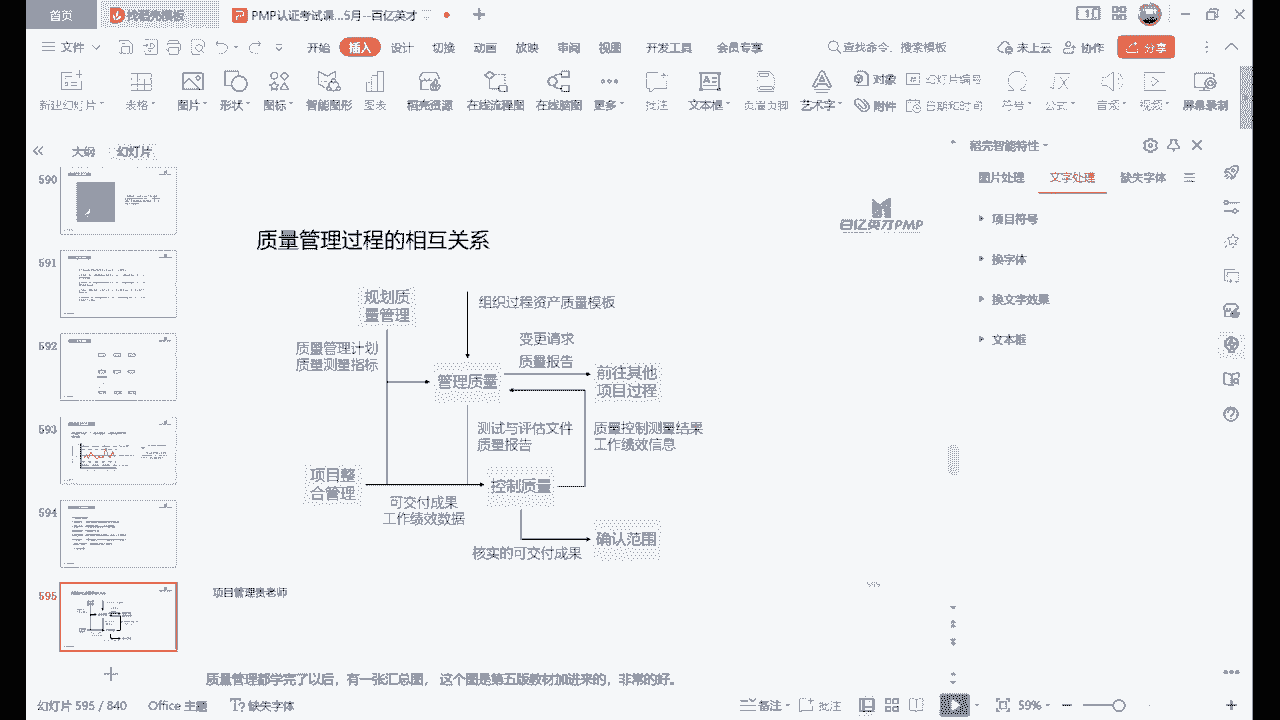 首页
找稻壳模板
PMP认证考试课...5月--百亿英才
文件
开始
插入
设计
切换
动画
放映
审阅
视图
开发工具
会员专享
查找命令、搜索模板
未上云
协作
分享
新建幻灯片
表格
图片
形状
图标
智能图形
图表
稻壳资源
在线流程图
在线脑图
更多
批注
文本框
页眉页脚
艺术字
对象
幻灯片编号
附件
日期和时间
符号
公式
音频
视频
屏幕录制
大纲
幻灯片
590
591
592
593
594
595
百亿英才PMP
质量管理过程的相互关系
规划质
量管理
组织过程资产质量模板
质量管理计划
质量测量指标
变更请求
质量报告
管理质量
前往其他
项目过程
测试与评估文件
质量报告
质量控制测量结果
工作绩效信息
项目整
合管理
控制质量
可交付成果
工作绩效数据
核实的可交付成果
确认范围
项目管理贵老师
595
质量管理都学完了以后，有一张汇总图， 这个图是第五版教材加进来的，非常的好。
稻壳智能特性
图片处理
文字处理
缺失字体
项目符号
换字体
换文字效果
文本框
幻灯片 595 / 840
Office 主题
缺失字体
备注
批注
59%